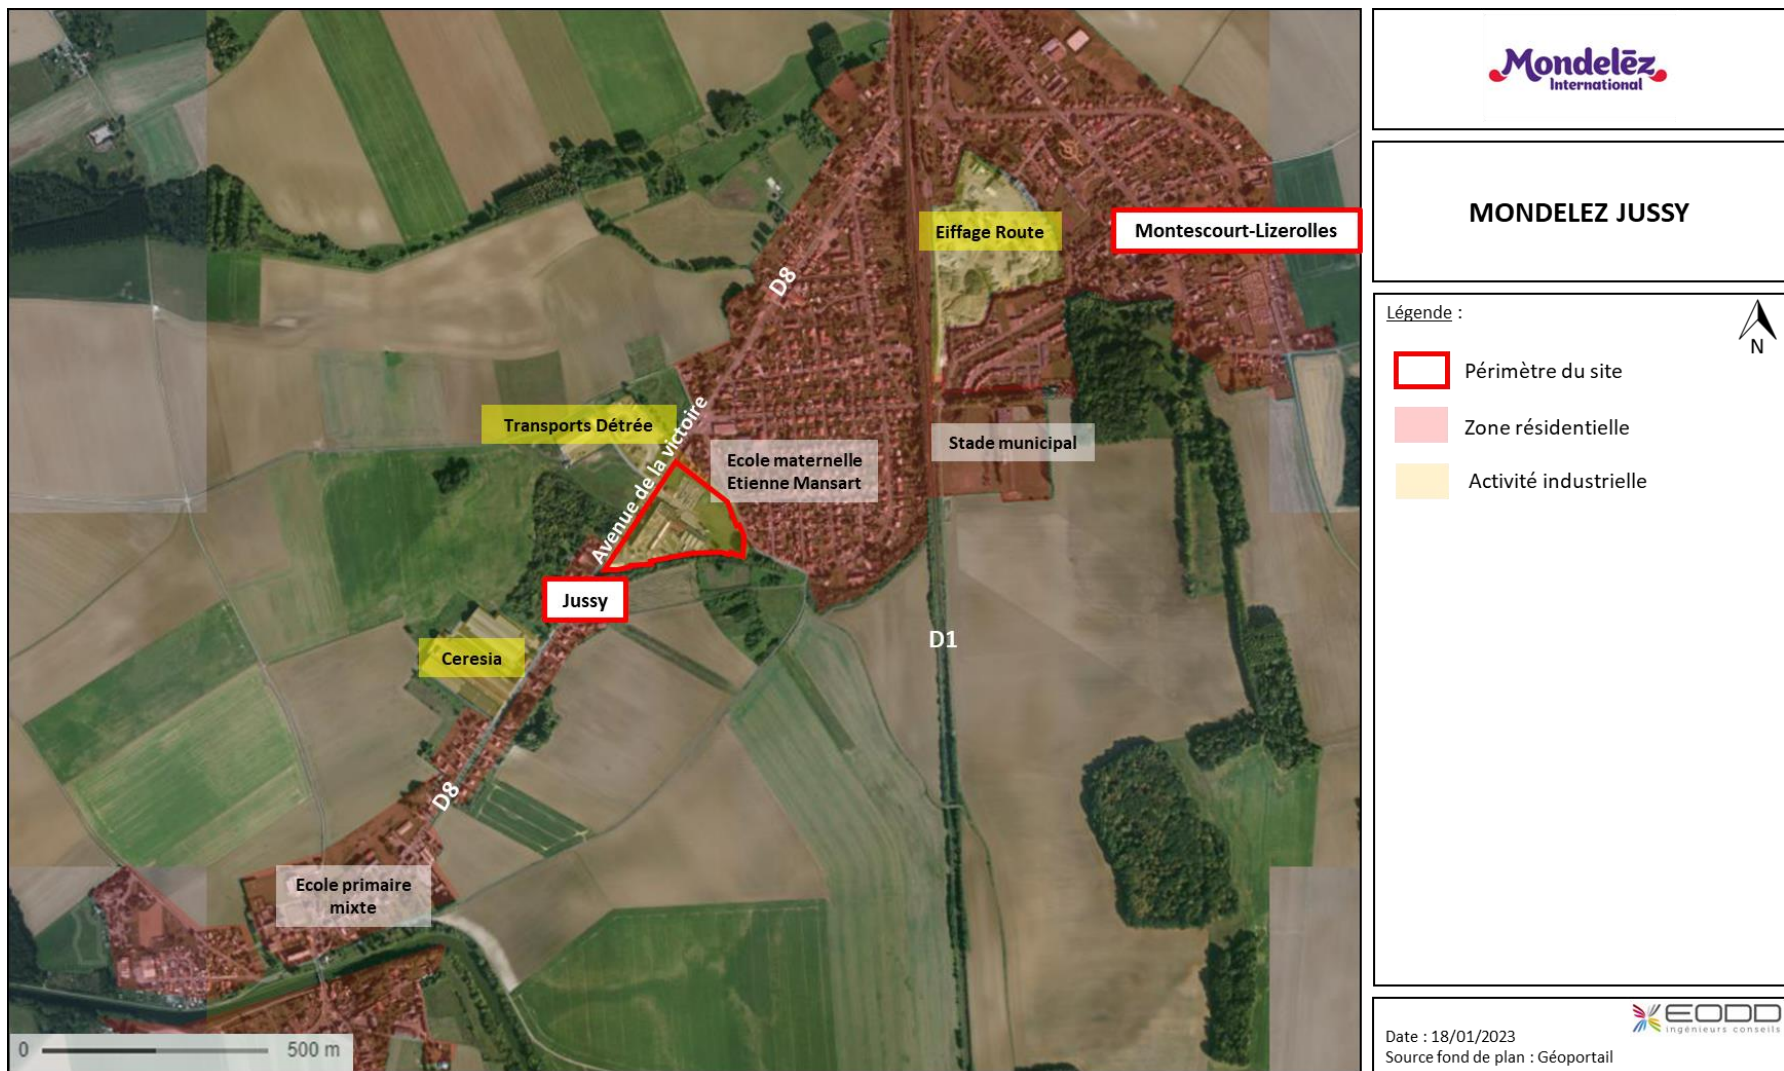 Mondelēz
International
MONDELEZ JUSSY
Légende :
N
Périmètre du site
Zone résidentielle
Activité industrielle
Eiffage Route
Montescourt-Lizerolles
D8
Transports Détrée
Avenue de la victoire
Ecole maternelle
Etienne Mansart
Stade municipal
Jussy
D1
Ceresia
D8
Ecole primaire
mixte
0 500 m
EODD
ingénieurs conseils
Date : 18/01/2023
Source fond de plan : Géoportail